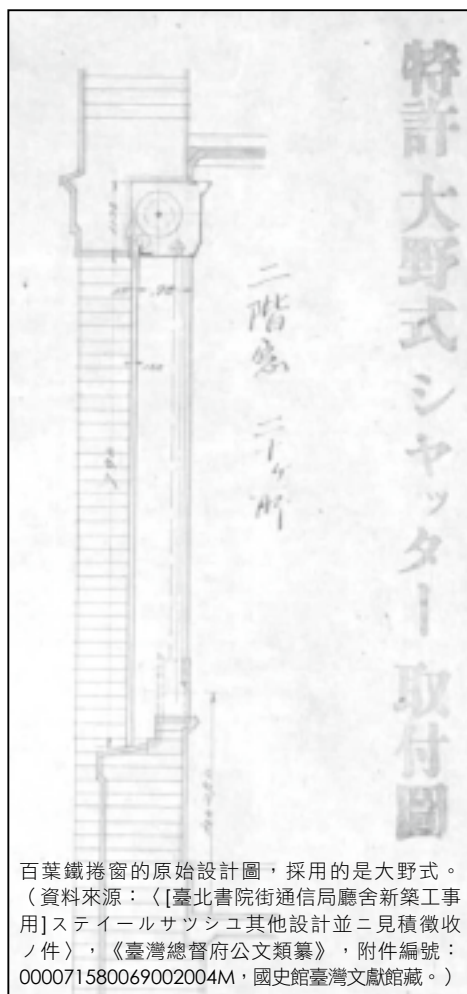 特許 大野式 シャッター 取付圖
二階窓 二十ヶ所
百葉鐵捲窗的原始設計圖，採用的是大野式。
（資料來源：〈[臺北書院街通信局廳舍新築工事
用]ステイールサツシユ其他設計並ニ見積徴收
ノ件〉，《臺灣總督府公文類纂》，附件編號：
000071580069002004M，國史館臺灣文獻館藏。）